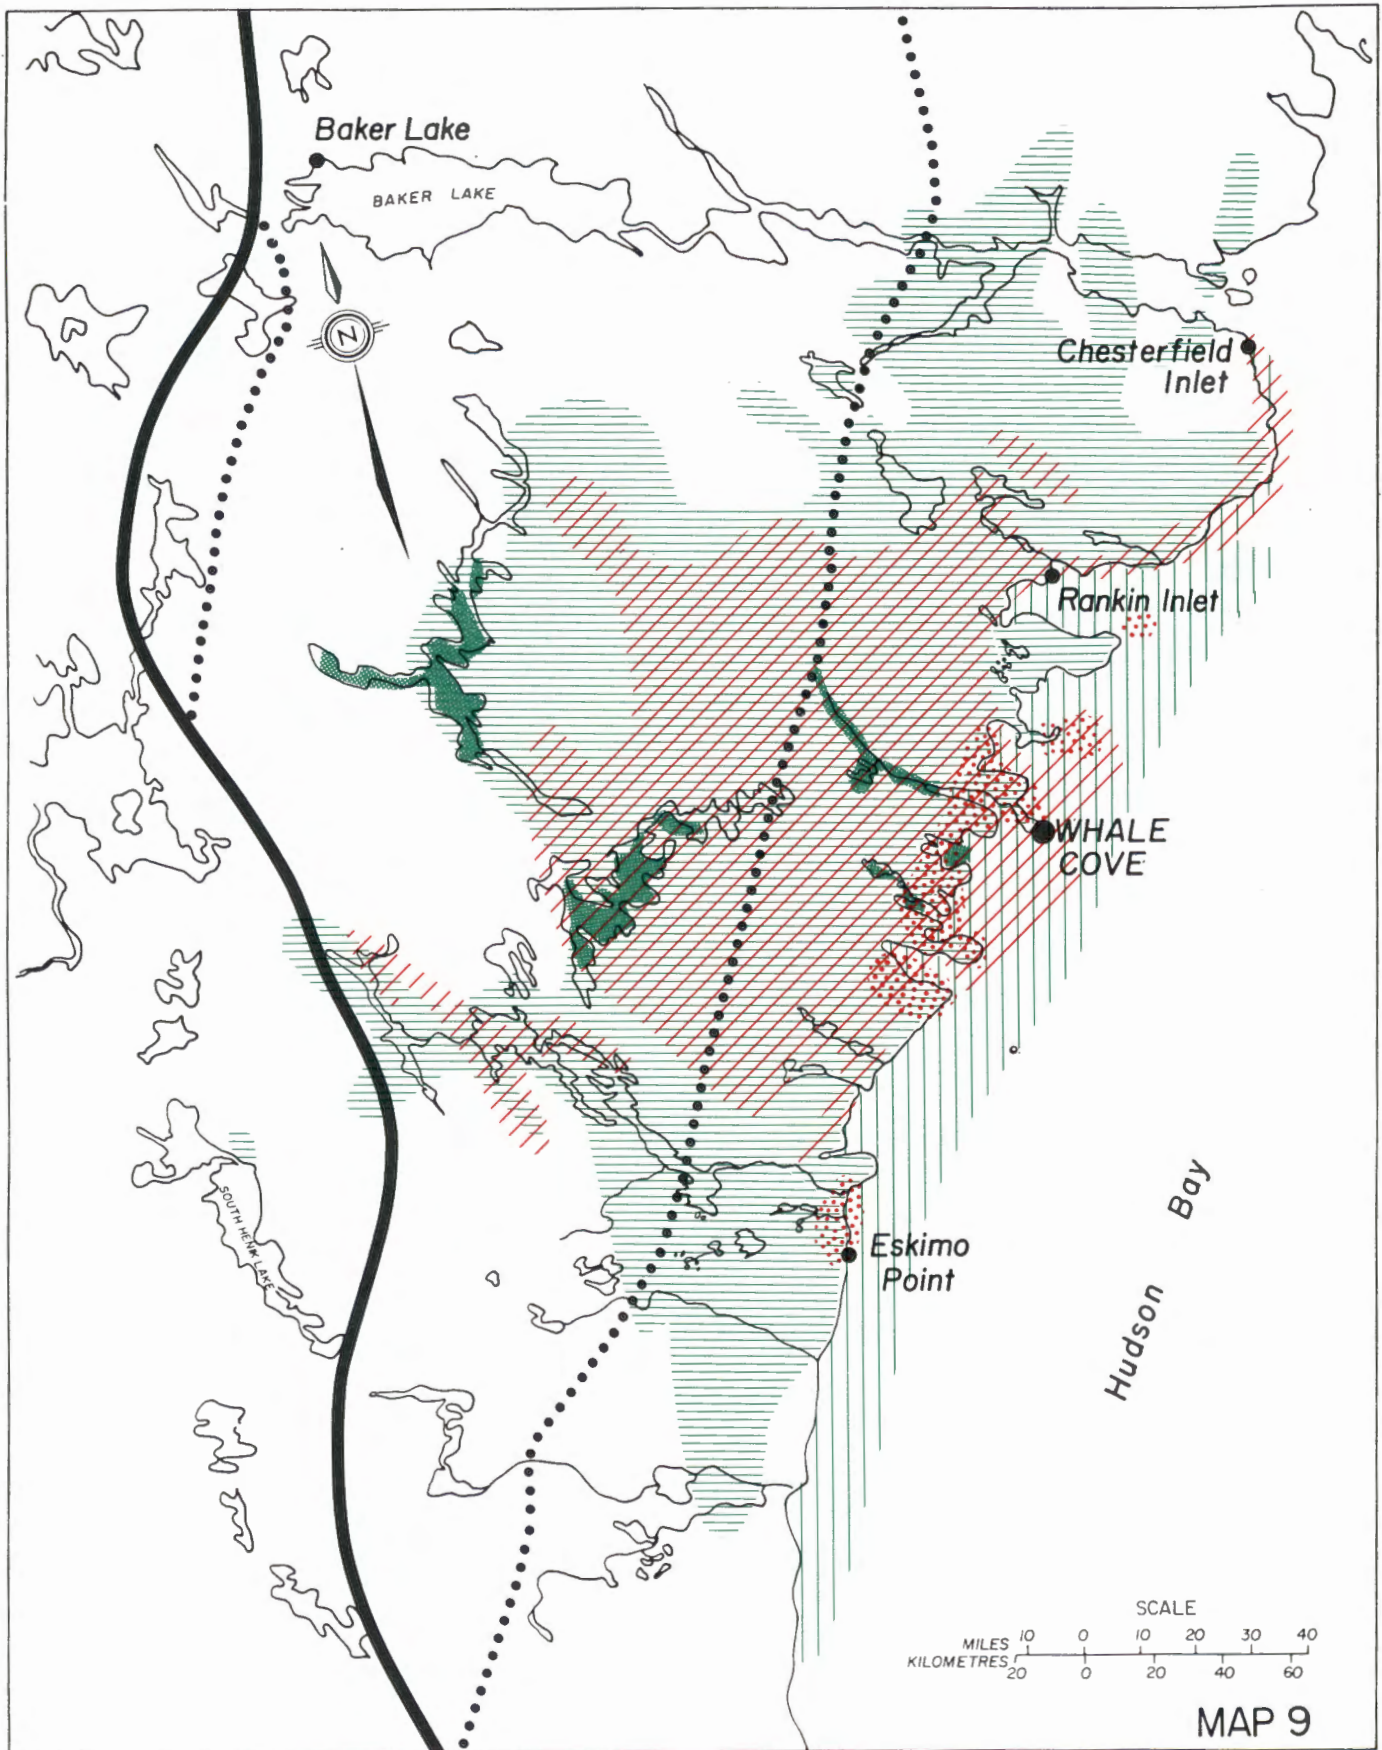 Baker Lake
BAKER LAKE
N
Chesterfield
Inlet
Rankin Inlet
WHALE
COVE
SOUTH HENIK LAKE
Eskimo
Point
Hudson Bay
SCALE
MILES 10 0 10 20 30 40
KILOMETRES 20 0 20 40 60
MAP 9